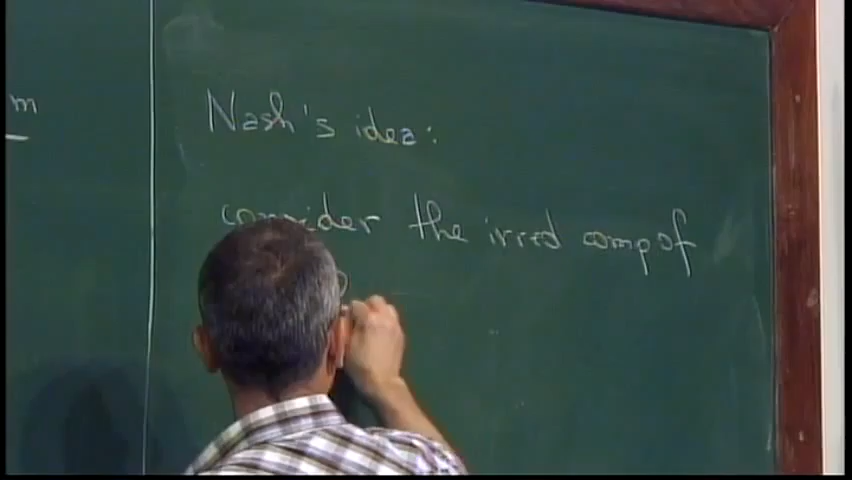 m
Nash's idea:
consider the irred comp of